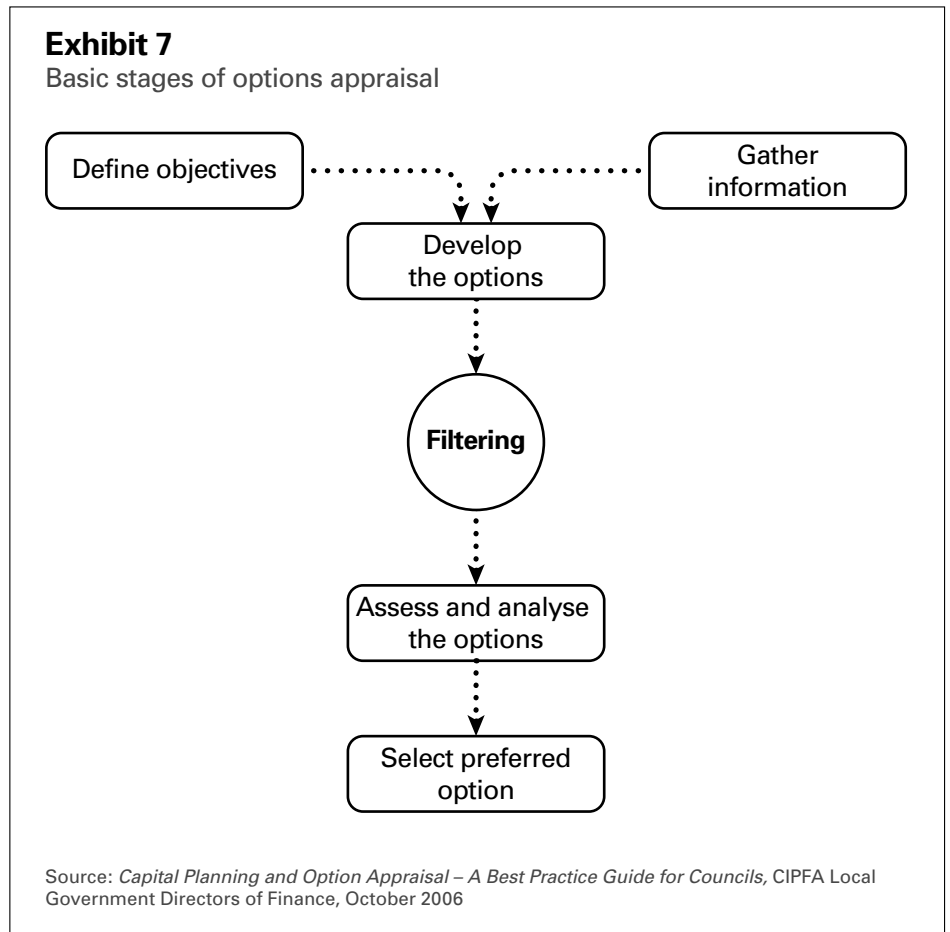 Exhibit 7
Basic stages of options appraisal
Define objectives
Gather
information
Develop
the options
Filtering
Assess and analyse
the options
Select preferred
option
Source: Capital Planning and Option Appraisal – A Best Practice Guide for Councils, CIPFA Local
Government Directors of Finance, October 2006